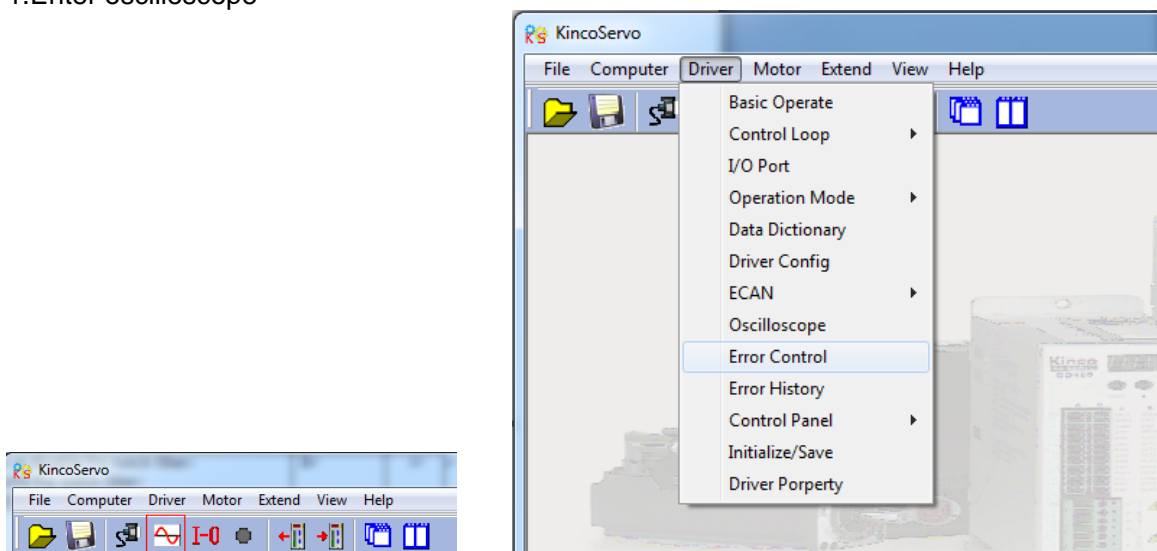 1.Enter oscilloscope
KincoServo
File Computer Driver Motor Extend View Help
Basic Operate
Control Loop
I/O Port
Operation Mode
Data Dictionary
Driver Config
ECAN
Oscilloscope
Error Control
Error History
Control Panel
Initialize/Save
Driver Porperty
Kinco
KincoServo
File Computer Driver Motor Extend View Help
I-0